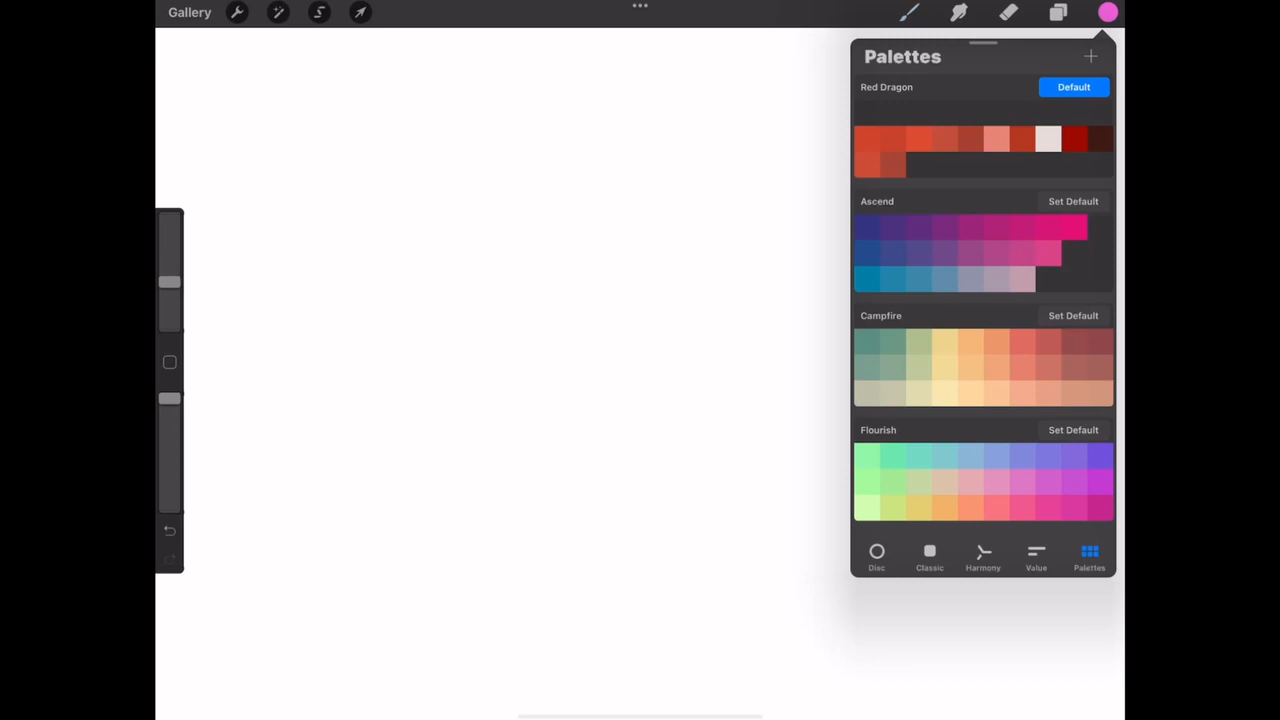 Gallery
Palettes
Red Dragon Default
Ascend Set Default
Campfire Set Default
Flourish Set Default
Disc Classic Harmony Value Palettes